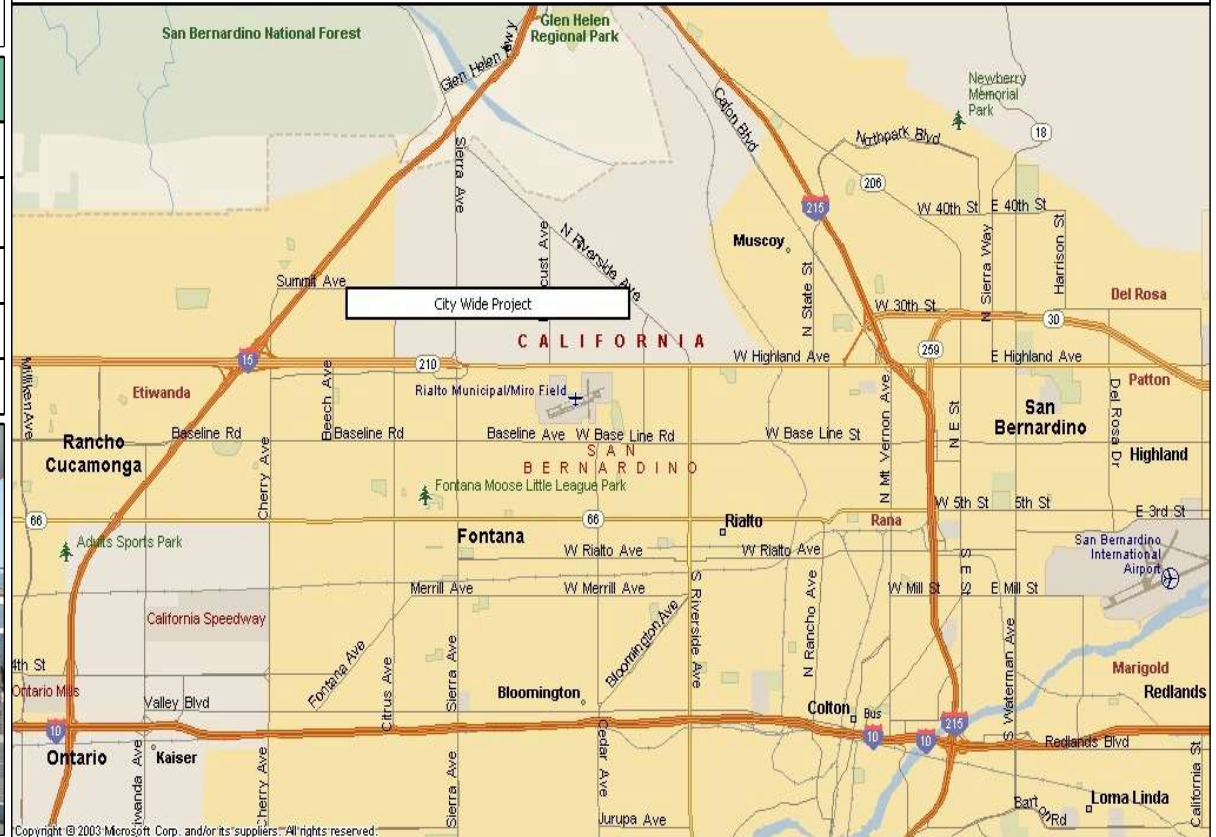 San Bernardino National Forest
Glen Helen
Regional Park
Glen Helen Hwy
Newberry
Memorial
Park
Cajon Blvd
Northpark Blvd
18
Sierra Ave
206
215
W 40th St
E 40th St
Muscoy
N Riverside Ave
cust Ave
N State St
N Sierra Way
Harrison St
Summit Ave
City Wide Project
Del Rosa
W 30th St
30
CALIFORNIA
259
15
210
W Highland Ave
E Highland Ave
Milliken Ave
Etiwanda
Beech Ave
Rialto Municipal/Miro Field
Patton
N Mt Vernon Ave
N E St
San
Bernardino
Del Rosa Dr
Rancho
Cucamonga
Baseline Rd
Baseline Rd
Baseline Ave
W Base Line Rd
W Base Line St
Highland
SAN
BERNARDINO
Cherry Ave
Fontana Moose Little League Park
W 5th St
5th St
E 3rd St
66
66
Rialto
Rana
Fontana
Adults Sports Park
W Rialto Ave
W Rialto Ave
San Bernardino
International
Airport
S E St
Merrill Ave
W Merrill Ave
W Mill St
E Mill St
S Riverside Ave
N Rancho Ave
California Speedway
Bloomington Ave
Fontana Ave
S Waterman Ave
4th St
Citrus Ave
Sierra Ave
Marigold
Ontario Mills
Valley Blvd
Bloomington
Redlands
Colton
Bus
10
10
10
215
Redlands Blvd
Ontario
Kaiser
iwanda Ave
Cherry Ave
Sierra Ave
Cedar Ave
California St
Loma Linda
Barton Rd
Jurupa Ave
Copyright © 2003 Microsoft Corp. and/or its suppliers. All rights reserved.